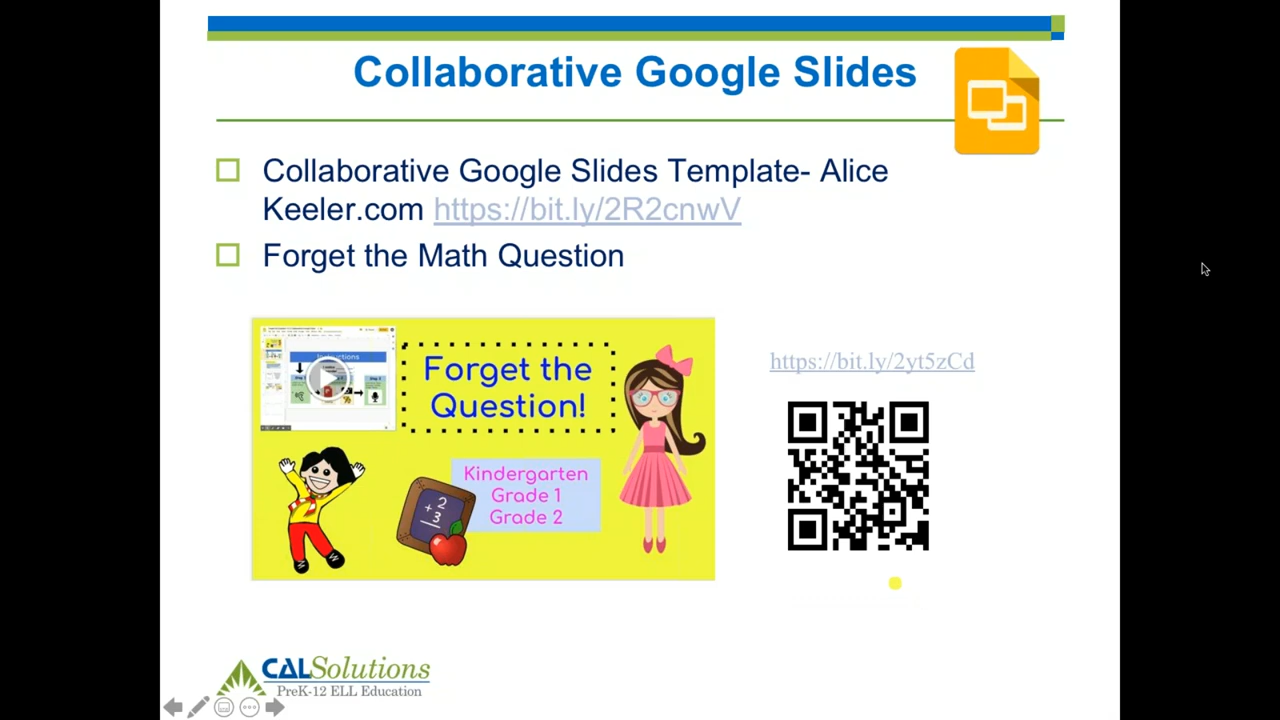 Collaborative Google Slides
Collaborative Google Slides Template- Alice
Keeler.com https://bit.ly/2R2cnwV
Forget the Math Question
Forget the
Question!
Kindergarten
Grade 1
Grade 2
2
+3
https://bit.ly/2yt5zCd
CALSolutions
PreK-12 ELL Education